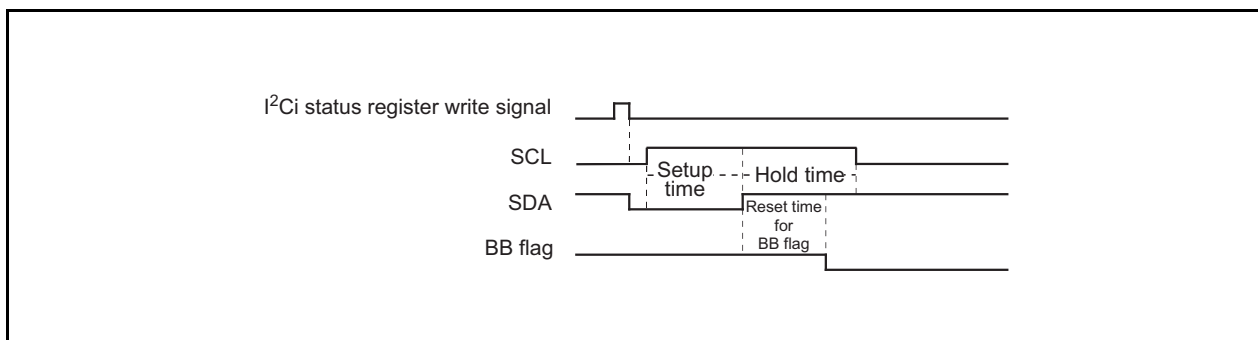 I²Ci status register write signal
SCL
Setup
time
Hold time
SDA
Reset time
for
BB flag
BB flag